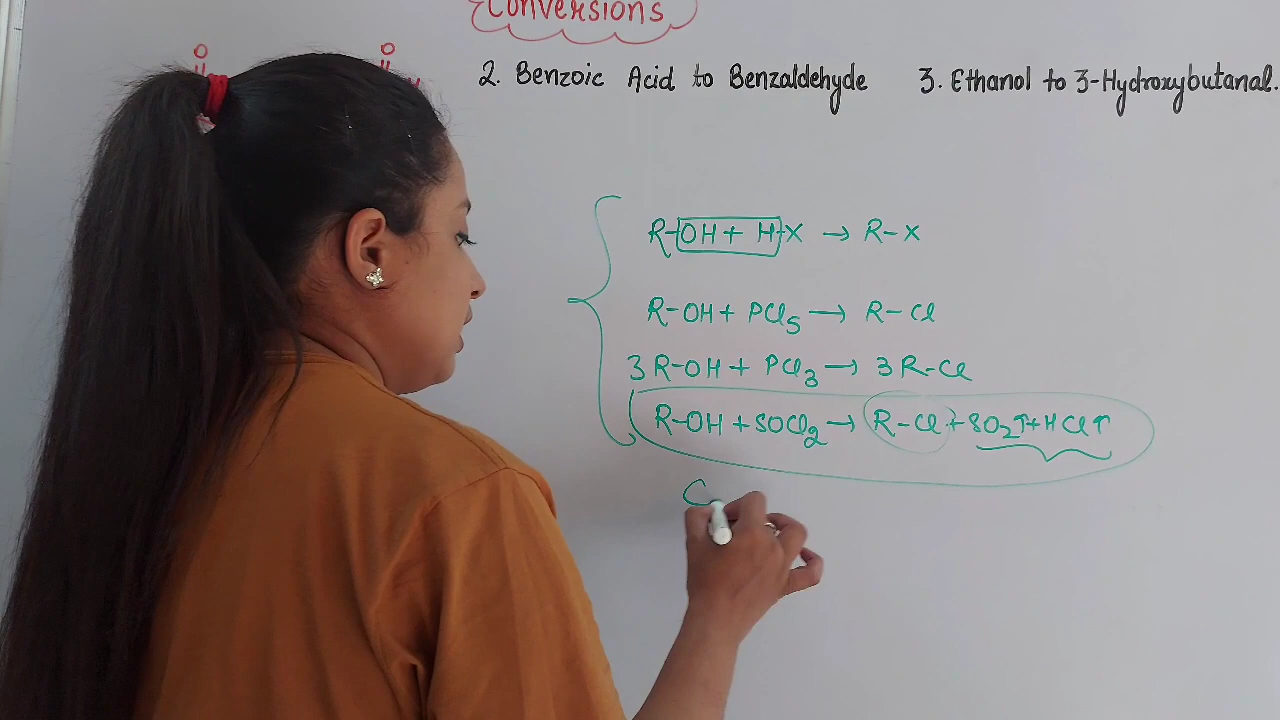 Conversions
O
O
2. Benzoic Acid to Benzaldehyde 3. Ethanol to 3-Hydroxybutanal.
R-OH + H-X → R-X
R-OH + PCl5 → R-Cl
3R-OH + PCl3 → 3R-Cl
R-OH + SOCl2 → R-Cl + SO2↑ + HCl↑
C